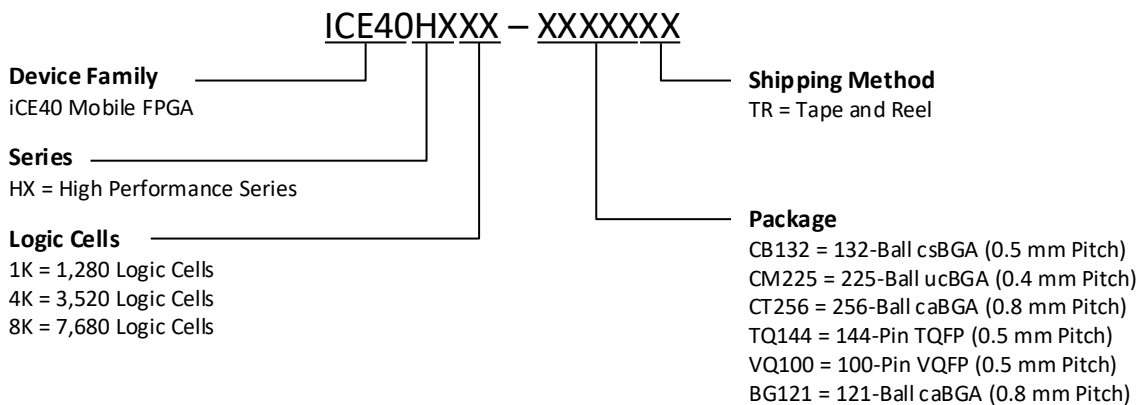 ICE40HXXX – XXXXXXX
Device Family
iCE40 Mobile FPGA
Series
HX = High Performance Series
Logic Cells
1K = 1,280 Logic Cells
4K = 3,520 Logic Cells
8K = 7,680 Logic Cells
Shipping Method
TR = Tape and Reel
Package
CB132 = 132-Ball csBGA (0.5 mm Pitch)
CM225 = 225-Ball ucBGA (0.4 mm Pitch)
CT256 = 256-Ball caBGA (0.8 mm Pitch)
TQ144 = 144-Pin TQFP (0.5 mm Pitch)
VQ100 = 100-Pin VQFP (0.5 mm Pitch)
BG121 = 121-Ball caBGA (0.8 mm Pitch)